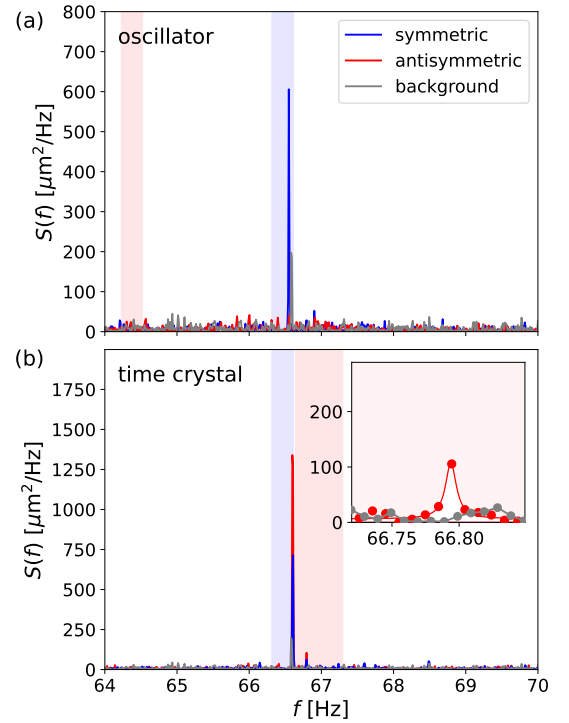 (a)
oscillator
symmetric
antisymmetric
background
800
700
600
500
400
300
200
100
0
S(f) [μm²/Hz]
(b)
time crystal
1750
1500
1250
1000
750
500
250
0
S(f) [μm²/Hz]
200
100
0
66.75 66.80
64 65 66 67 68 69 70
f [Hz]